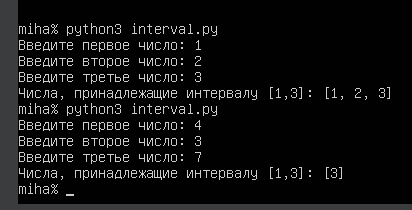 miha% python3 interval.py
Введите первое число: 1
Введите второе число: 2
Введите третье число: 3
Числа, принадлежащие интервалу [1,3]: [1, 2, 3]
miha% python3 interval.py
Введите первое число: 4
Введите второе число: 3
Введите третье число: 7
Числа, принадлежащие интервалу [1,3]: [3]
miha% _